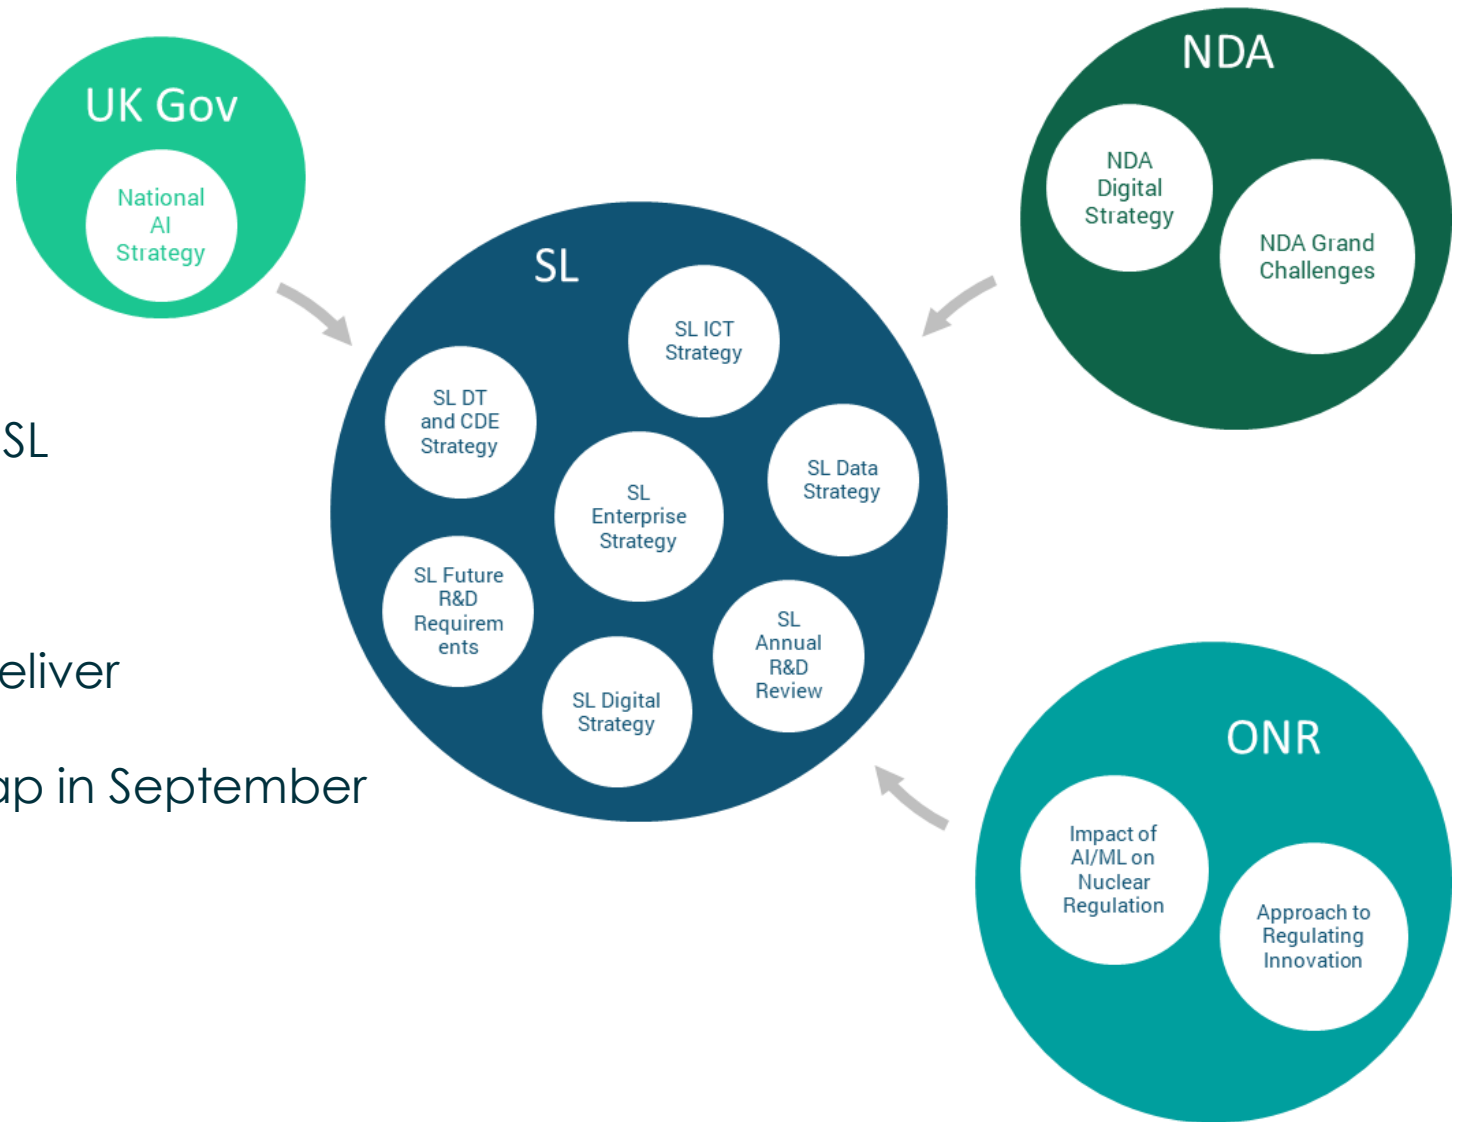 UK Gov
National
AI
Strategy
NDA
NDA
Digital
Strategy
NDA Grand
Challenges
SL
SL ICT
Strategy
SL DT
and CDE
Strategy
SL Data
Strategy
SL
Enterprise
Strategy
SL Future
R&D
Requirem
ents
SL
Annual
R&D
Review
SL Digital
Strategy
SL
eliver
ap in September
ONR
Impact of
AI/ML on
Nuclear
Regulation
Approach to
Regulating
Innovation